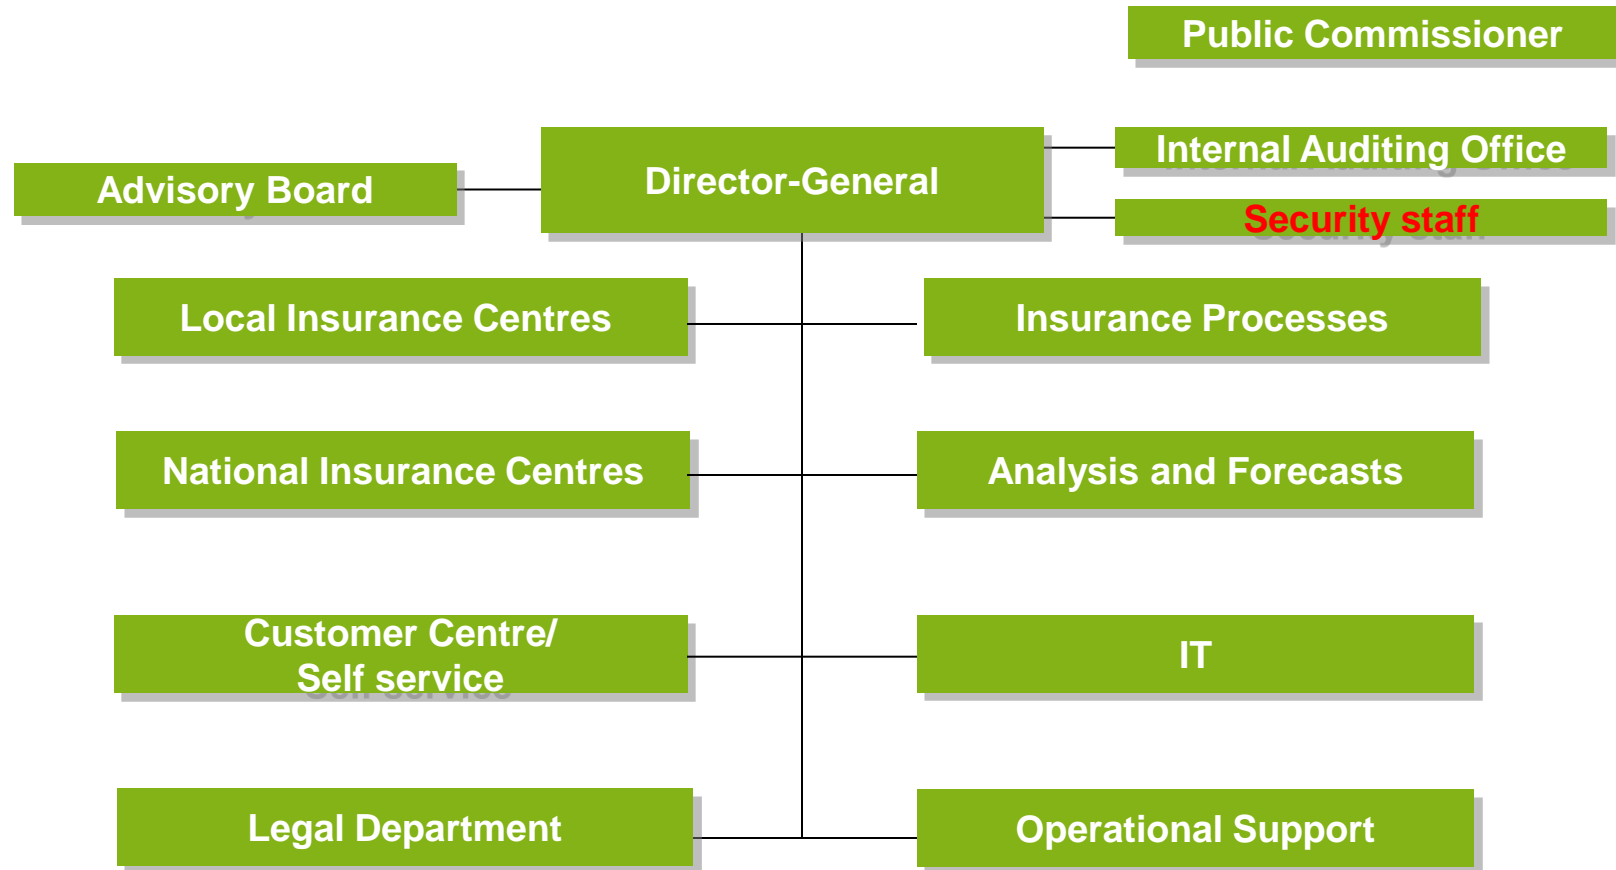 Public Commissioner
Director-General
Internal Auditing Office
Advisory Board
Security staff
Local Insurance Centres
Insurance Processes
National Insurance Centres
Analysis and Forecasts
Customer Centre/
Self service
IT
Legal Department
Operational Support